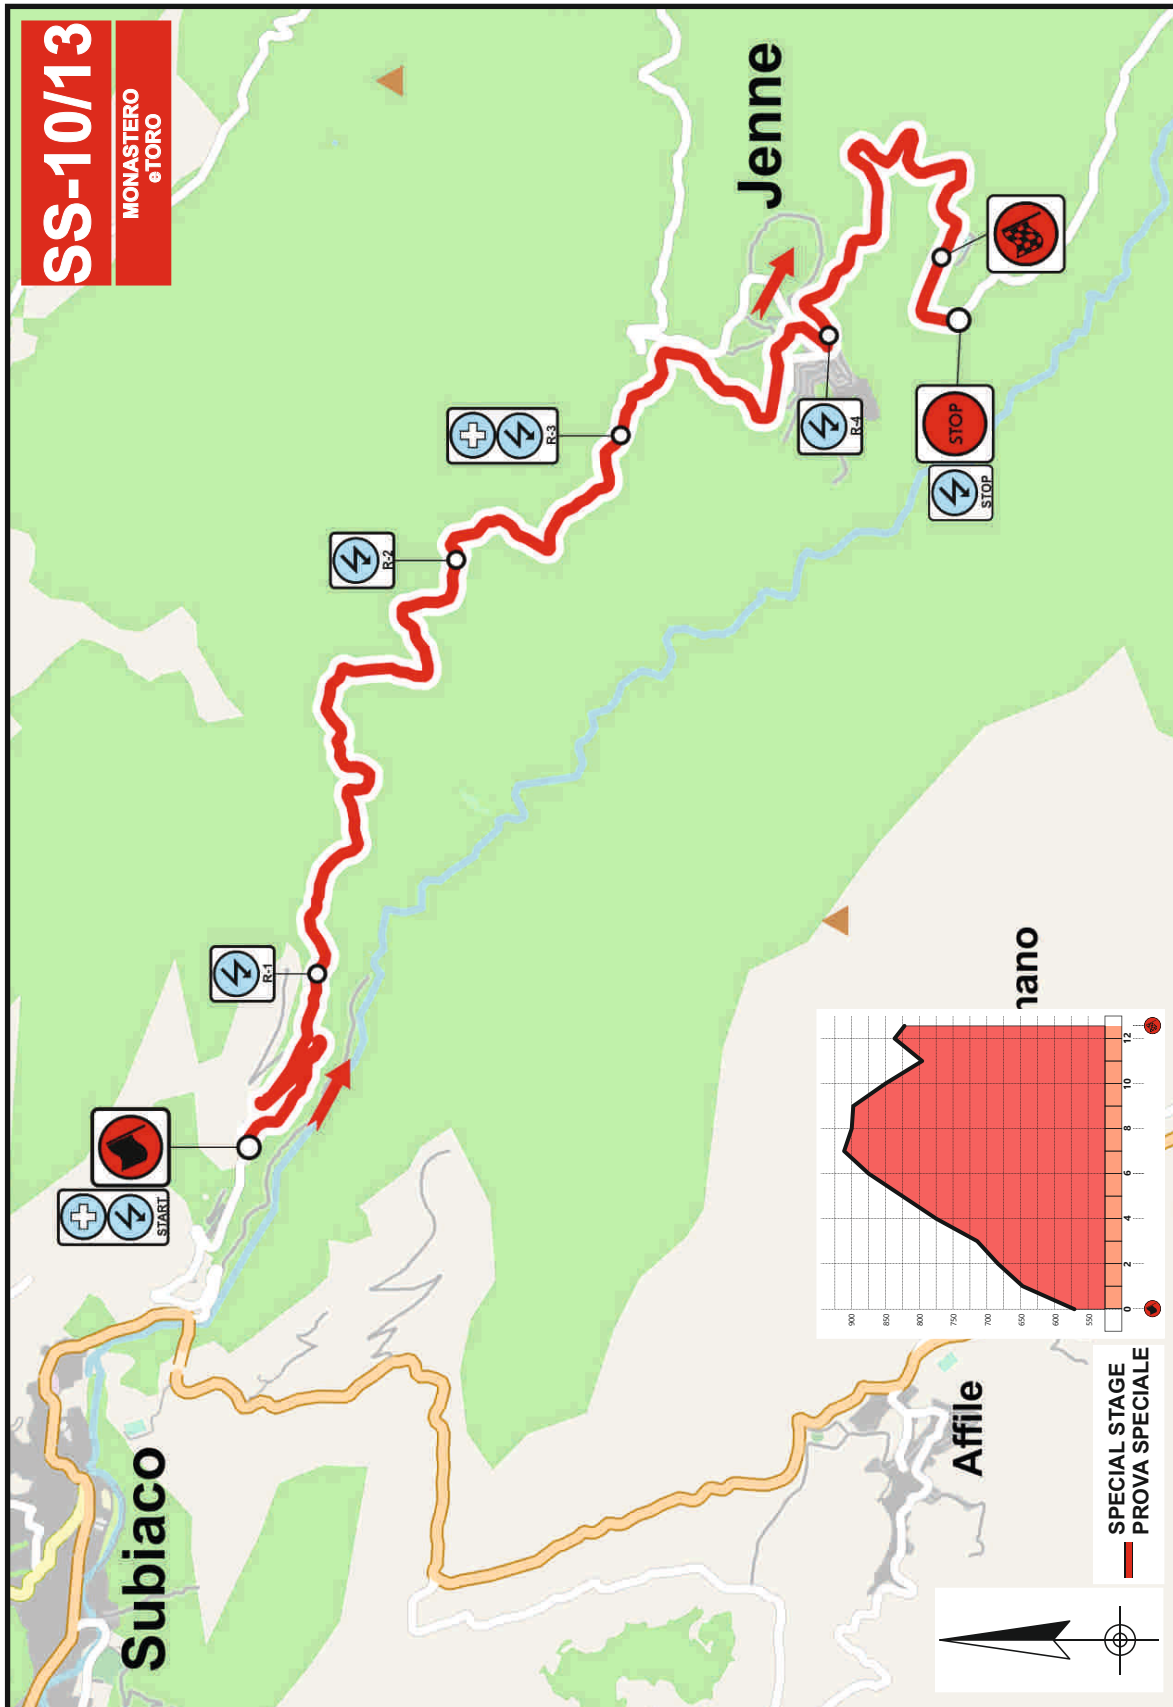 SS-10/13
MONASTERO
eTORO
Jenne
R-3
R-4
STOP
STOP
R-2
R-1
START
Subiaco
Affile
nano
900
850
800
750
700
650
600
550
0
2
4
6
8
10
12
SPECIAL STAGE
PROVA SPECIALE